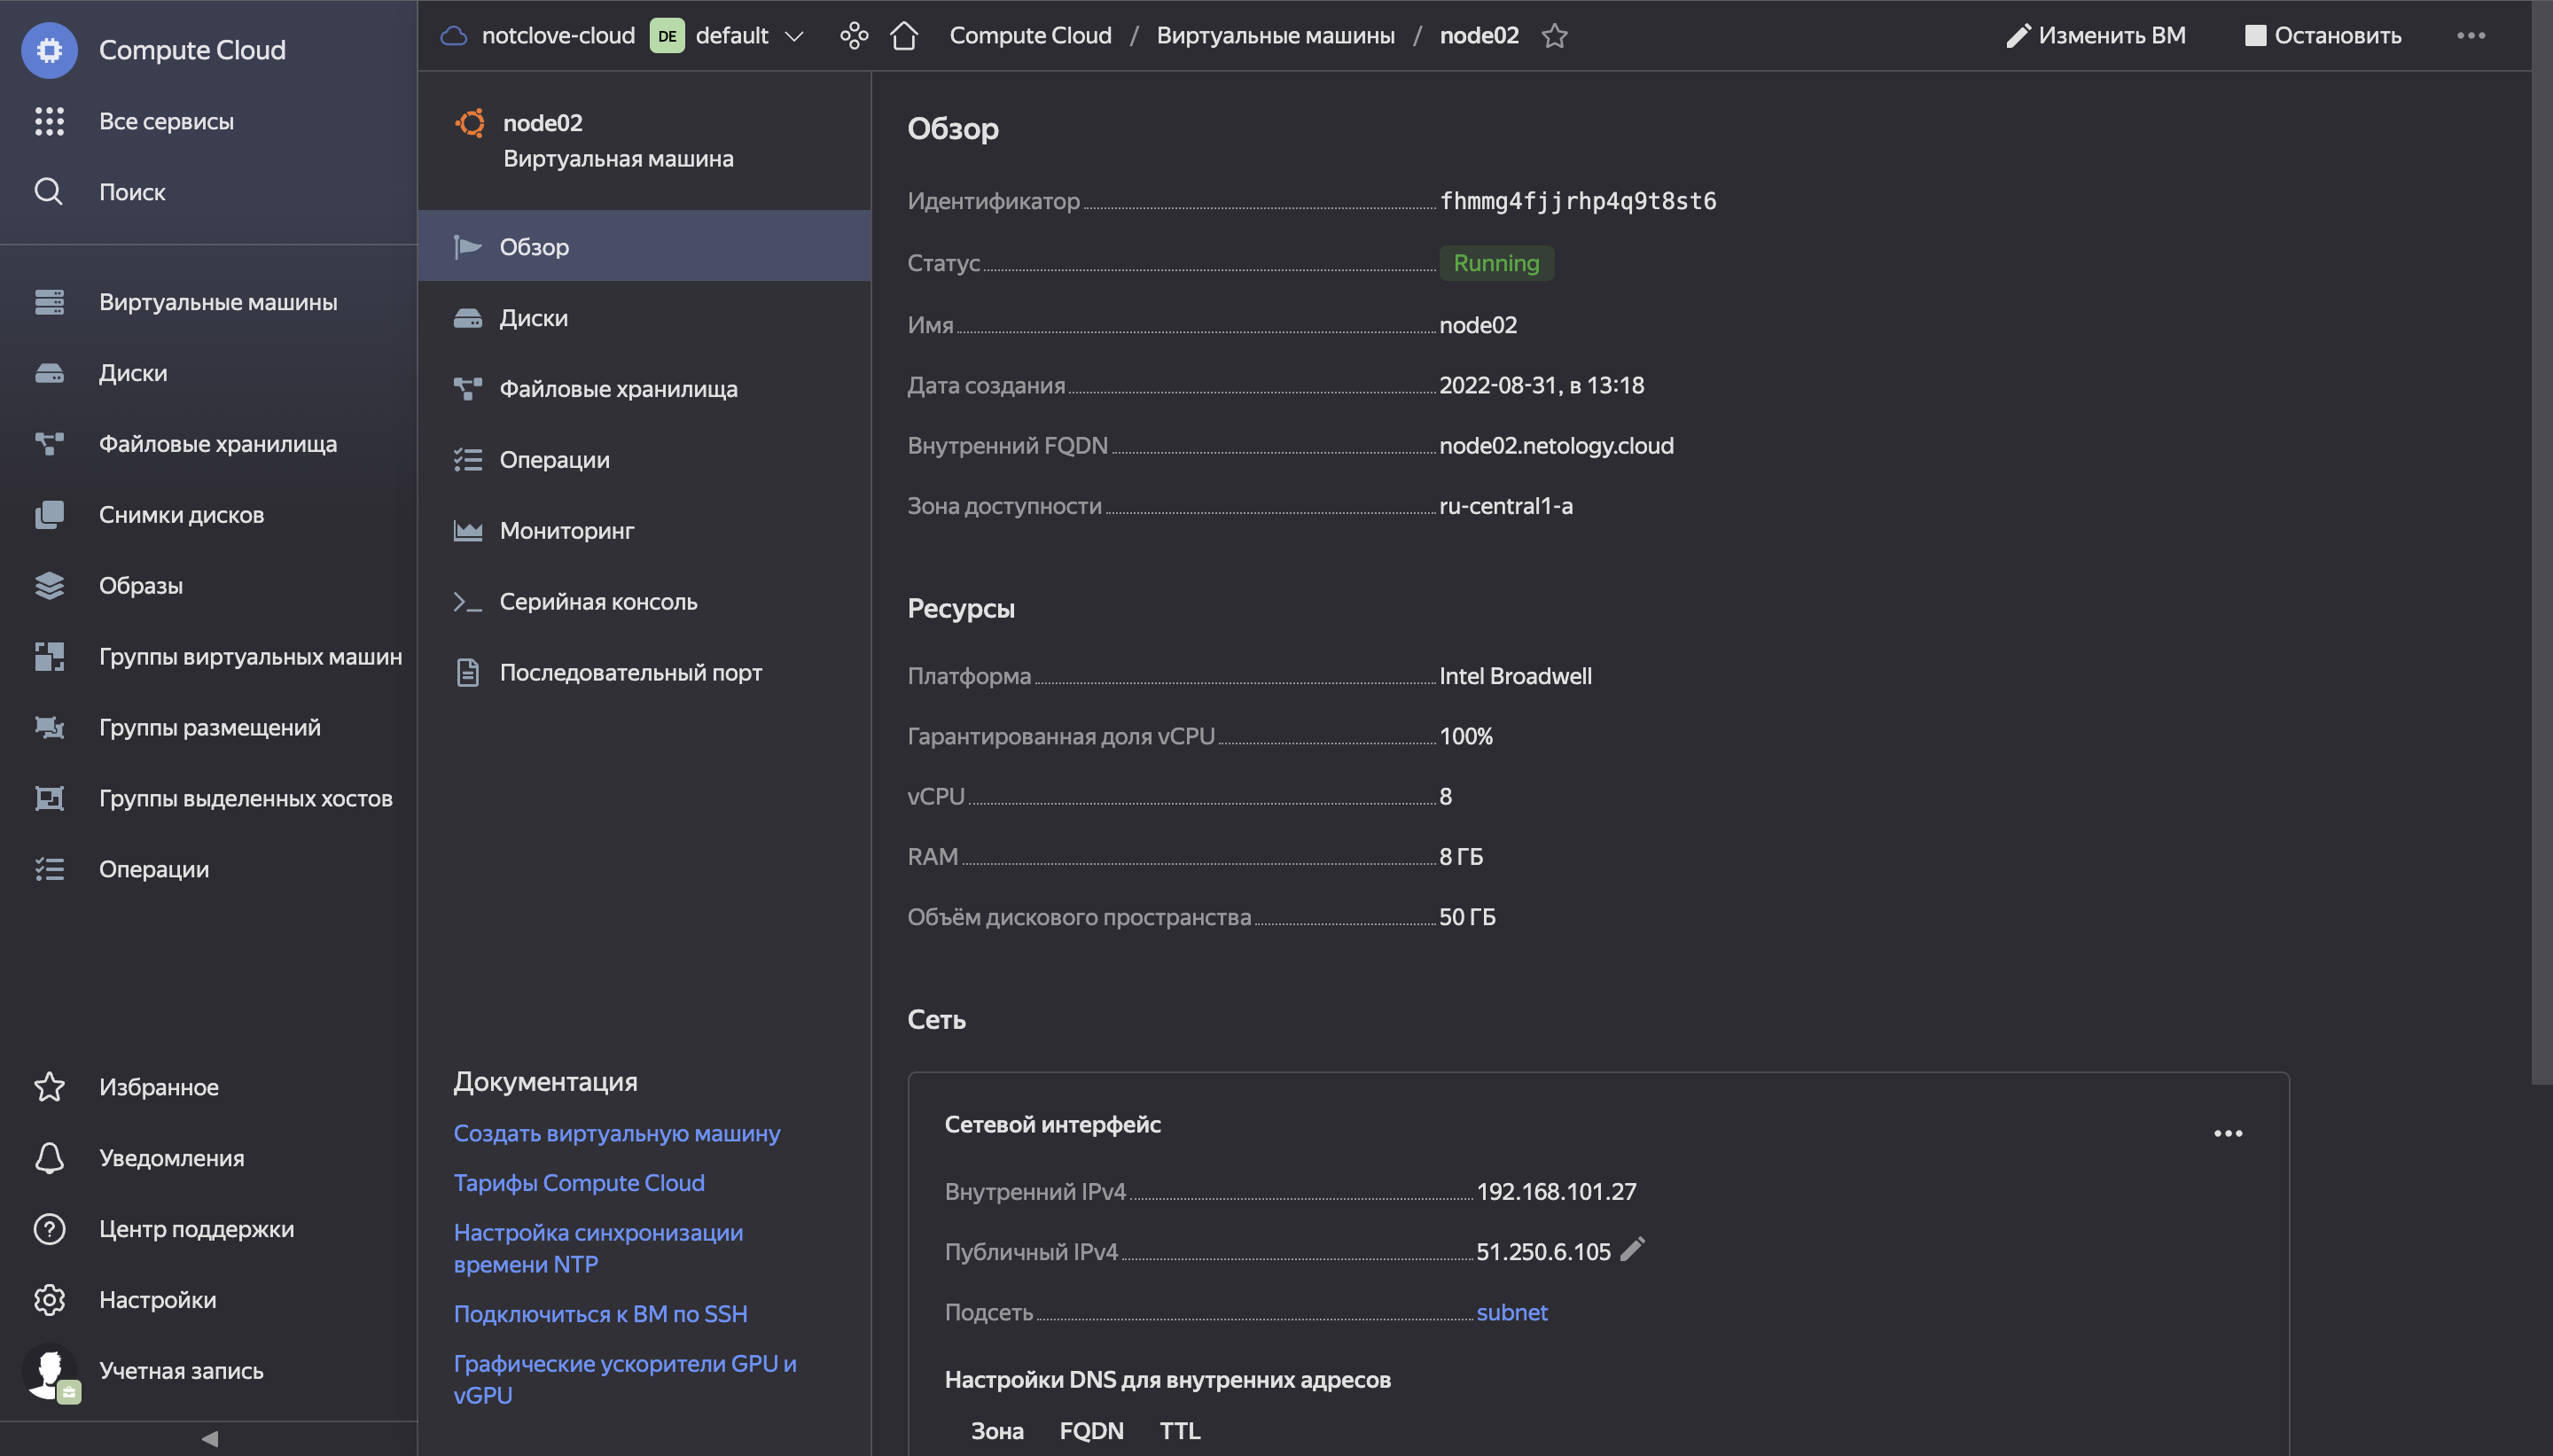 Compute Cloud
Все сервисы
Поиск
Виртуальные машины
Диски
Файловые хранилища
Снимки дисков
Образы
Группы виртуальных машин
Группы размещений
Группы выделенных хостов
Операции
Избранное
Уведомления
Центр поддержки
Настройки
Учетная запись
notclove-cloud DE default Compute Cloud / Виртуальные машины / node02 Изменить ВМ Остановить
node02
Виртуальная машина
Обзор
Диски
Файловые хранилища
Операции
Мониторинг
Серийная консоль
Последовательный порт
Документация
Создать виртуальную машину
Тарифы Compute Cloud
Настройка синхронизации
времени NTP
Подключиться к ВМ по SSH
Графические ускорители GPU и
vGPU
Обзор
Идентификатор fhmmg4fjjrhp4q9t8st6
Статус Running
Имя node02
Дата создания 2022-08-31, в 13:18
Внутренний FQDN node02.netology.cloud
Зона доступности ru-central1-a
Ресурсы
Платформа Intel Broadwell
Гарантированная доля vCPU 100%
vCPU 8
RAM 8 ГБ
Объём дискового пространства 50 ГБ
Сеть
Сетевой интерфейс
Внутренний IPv4 192.168.101.27
Публичный IPv4 51.250.6.105
Подсеть subnet
Настройки DNS для внутренних адресов
Зона FQDN TTL